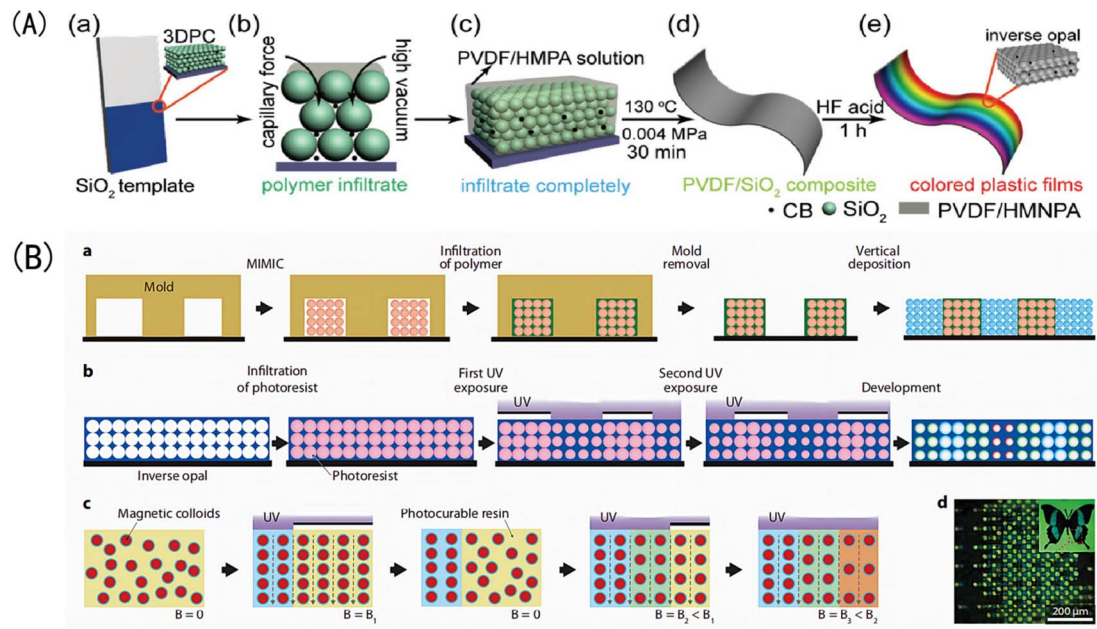 (A)
(a)
3DPC
SiO2 template
(b)
capillary force
high vacuum
polymer infiltrate
(c)
PVDF/HMPA solution
infiltrate completely
130 °C
0.004 MPa
30 min
(d)
PVDF/SiO2 composite
HF acid
1 h
(e)
inverse opal
colored plastic films
CB
SiO2
PVDF/HMNPA
(B)
a
Mold
MIMIC
Infiltration
of polymer
Mold
removal
Vertical
deposition
b
Infiltration
of photoresist
First UV
exposure
Second UV
exposure
Development
UV
UV
Inverse opal
Photoresist
c
Magnetic colloids
UV
Photocurable resin
UV
UV
B = 0
B = B1
B = 0
B = B2 < B1
B = B3 < B2
d
200 µm